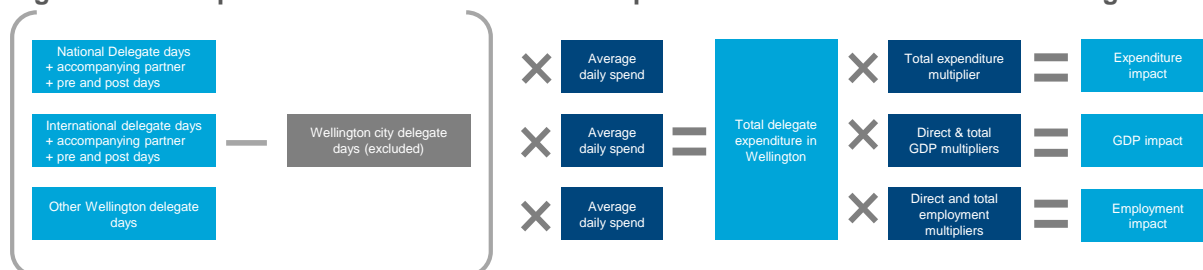 National Delegate days
+ accompanying partner
+ pre and post days
International delegate days
+ accompanying partner
+ pre and post days
Other Wellington delegate
days
Wellington city delegate
days (excluded)
Average
daily spend
Average
daily spend
Average
daily spend
Total delegate
expenditure in
Wellington
Total expenditure
multiplier
Direct & total
GDP multipliers
Direct and total
employment
multipliers
Expenditure
impact
GDP impact
Employment
impact